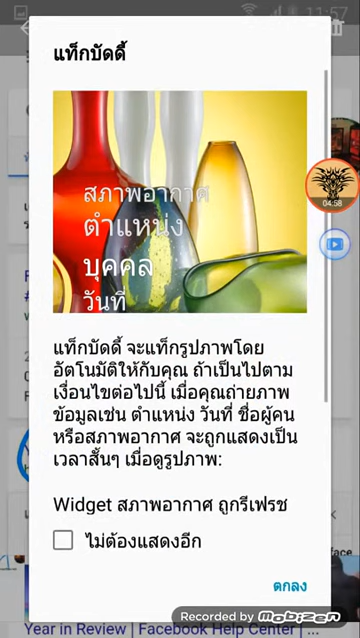 11:57
แท็กบัดดี้
สภาพอากาศ
ตำแหน่ง
บุคคล
วันที่
04:58
แท็กบัดดี้ จะแท็กรูปภาพโดย
อัตโนมัติให้กับคุณ ถ้าเป็นไปตาม
เงื่อนไขต่อไปนี้ เมื่อคุณถ่ายภาพ
ข้อมูลเช่น ตำแหน่ง วันที่ ชื่อผู้คน
หรือสภาพอากาศ จะถูกแสดงเป็น
เวลาสั้นๆ เมื่อดูรูปภาพ:
Widget สภาพอากาศ ถูกรีเฟรช
ไม่ต้องแสดงอีก
ตกลง
Recorded by Mobizen
Year in Review | Facebook Help Center | ...